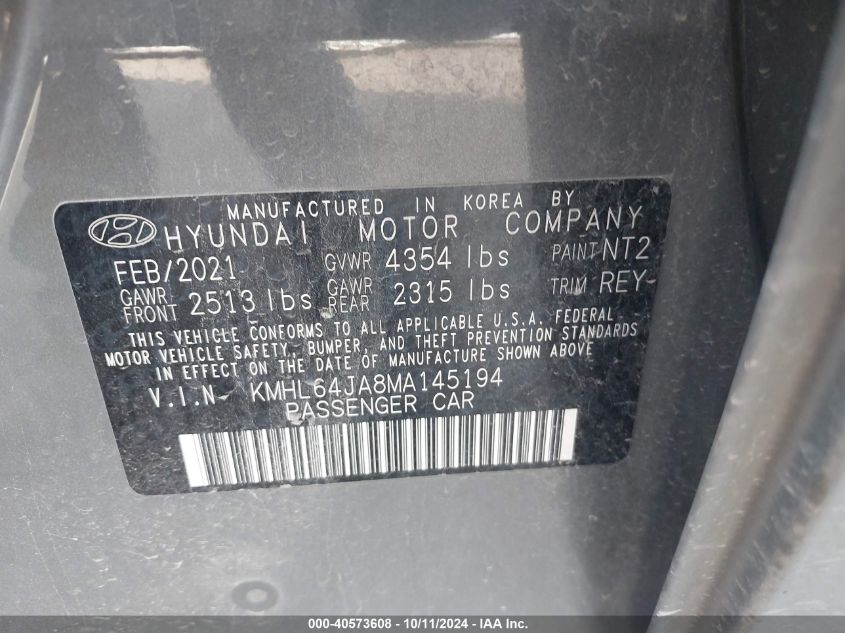 MANUFACTURED IN KOREA BY
HYUNDAI MOTOR COMPANY
FEB/2021 GVWR 4354 lbs PAINT NT2
GAWR FRONT 2513 lbs GAWR REAR 2315 lbs TRIM REY
THIS VEHICLE CONFORMS TO ALL APPLICABLE U.S.A. FEDERAL
MOTOR VEHICLE SAFETY, BUMPER, AND THEFT PREVENTION STANDARDS
IN EFFECT ON THE DATE OF MANUFACTURE SHOWN ABOVE
V.I.N KMHL64JA8MA145194
PASSENGER CAR
000-40573608 - 10/11/2024 - IAA Inc.